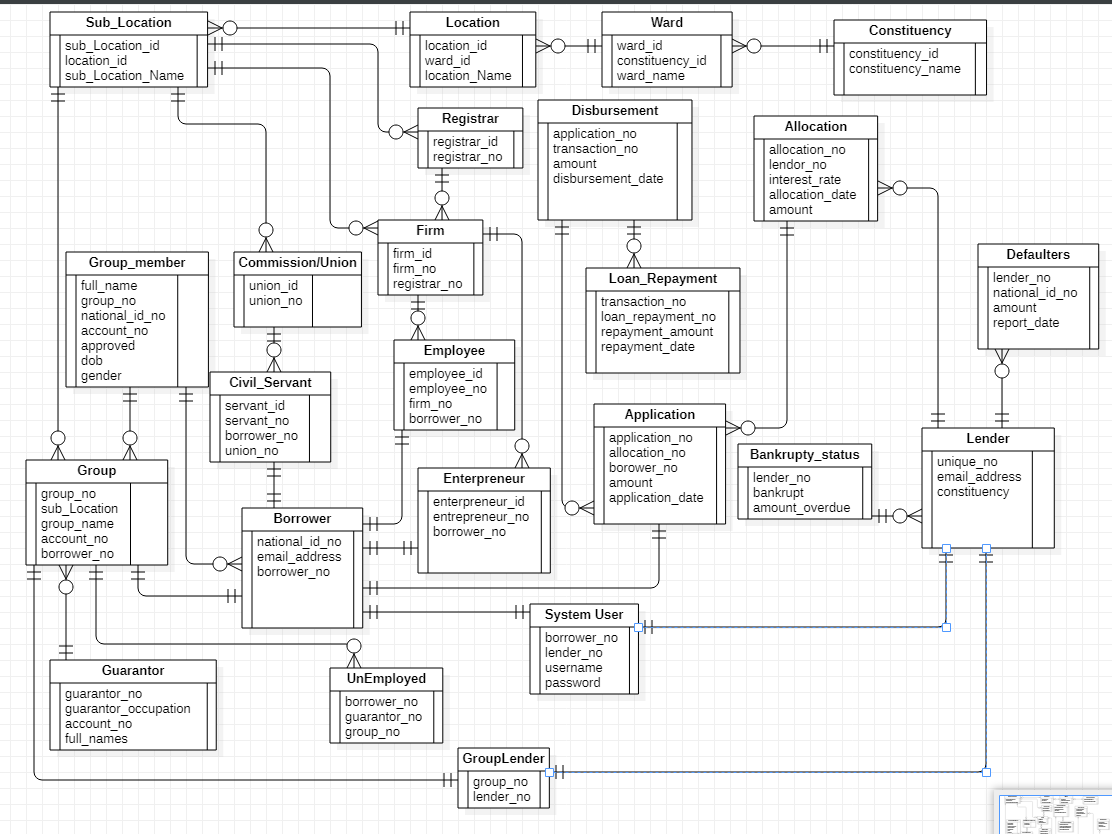 Sub_Location
sub_Location_id
location_id
sub_Location_Name
Location
location_id
ward_id
location_Name
Ward
ward_id
constituency_id
ward_name
Constituency
constituency_id
constituency_name
Registrar
registrar_id
registrar_no
Disbursement
application_no
transaction_no
amount
disbursement_date
Allocation
allocation_no
lendor_no
interest_rate
allocation_date
amount
Group_member
full_name
group_no
national_id_no
account_no
approved
dob
gender
Commission/Union
union_id
union_no
Firm
firm_id
firm_no
registrar_no
Loan_Repayment
transaction_no
loan_repayment_no
repayment_amount
repayment_date
Defaulters
lender_no
national_id_no
amount
report_date
Civil_Servant
servant_id
servant_no
borrower_no
union_no
Employee
employee_id
employee_no
firm_no
borrower_no
Application
application_no
allocation_no
borower_no
amount
application_date
Bankrupty_status
lender_no
bankrupt
amount_overdue
Lender
unique_no
email_address
constituency
Group
group_no
sub_Location
group_name
account_no
borrower_no
Borrower
national_id_no
email_address
borrower_no
Enterpreneur
enterpreneur_id
entrepreneur_no
borrower_no
System User
borrower_no
lender_no
username
password
Guarantor
guarantor_no
guarantor_occupation
account_no
full_names
UnEmployed
borrower_no
guarantor_no
group_no
GroupLender
group_no
lender_no